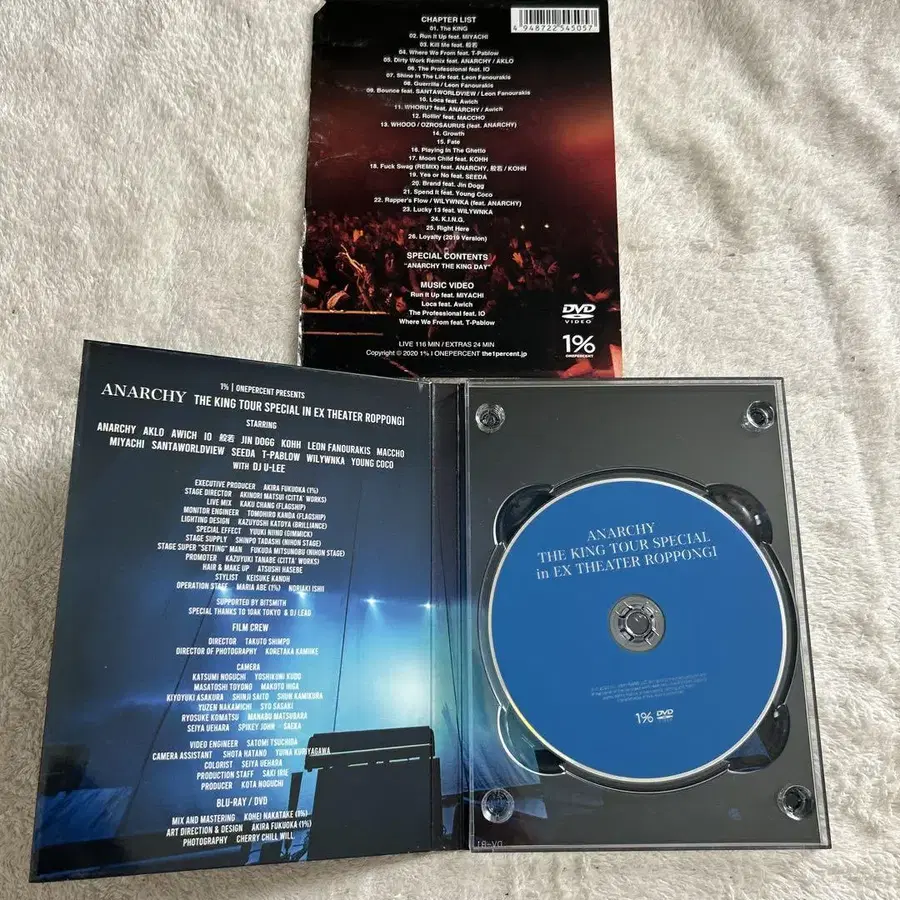 CHAPTER LIST
01. The KING
02. Run It Up feat. MIYACHI
03. Kill Me feat. 般若
04. Where We From feat. T-Pablow
05. Dirty Work Remix feat. ANARCHY / AKLO
06. The Professional feat. IO
07. Shine In The Life feat. Leon Fanourakis
08. Guerrilla / Leon Fanourakis
09. Bounce feat. SANTAWORLDVIEW / Leon Fanourakis
10. Loca feat. Awich
11. WHORU? feat. ANARCHY / Awich
12. Rollin' feat. MACCHO
13. WHOOO / OZROSAURUS (feat. ANARCHY)
14. Growth
15. Fate
16. Playing In The Ghetto
17. Moon Child feat. KOHH
18. Fuck Swag (REMIX) feat. ANARCHY, 般若 / KOHH
19. Yes or No feat. SEEDA
20. Brand feat. Jin Dogg
21. Spend It feat. Young Coco
22. Rapper's Flow / WILYWNKA (feat. ANARCHY)
23. Lucky 13 feat. WILYWNKA
24. K.I.N.G.
25. Right Here
26. Loyalty (2019 Version)
SPECIAL CONTENTS
"ANARCHY THE KING DAY"
MUSIC VIDEO
Run It Up feat. MIYACHI
Loca feat. Awich
The Professional feat. IO
Where We From feat. T-Pablow
LIVE 116 MIN / EXTRAS 24 MIN
Copyright © 2020 1% | ONEPERCENT the1percent.jp
4 948722 545057
DVD
VIDEO
1%
ONEPERCENT
1% | ONEPERCENT PRESENTS
ANARCHY THE KING TOUR SPECIAL IN EX THEATER ROPPONGI
STARRING
ANARCHY AKLO AWICH IO 般若 JIN DOGG KOHH LEON FANOURAKIS MACCHO
MIYACHI SANTAWORLDVIEW SEEDA T-PABLOW WILYWNKA YOUNG COCO
WITH DJ U-LEE
EXECUTIVE PRODUCER AKIRA FUKUOKA (1%)
STAGE DIRECTOR AKINORI MATSUI (CITTA' WORKS)
LIVE MIX KAKU CHANG (FLAGSHIP)
MONITOR ENGINEER TOMOHIRO KANDA (FLAGSHIP)
LIGHTING DESIGN KAZUYOSHI KATOYA (BRILLIANCE)
SPECIAL EFFECT YUUKI NIINO (GIMMICK)
STAGE SUPPLY SHINPO TADASHI (NIHON STAGE)
STAGE SUPER "SETTING" MAN FUKUDA MITSUNOBU (NIHON STAGE)
PROMOTER KAZUYUKI TANABE (CITTA' WORKS)
HAIR & MAKE UP ATSUSHI HASEBE
STYLIST KEISUKE KANOH
OPERATION STAFF MARIA ABE (1%) NORIAKI ISHII
SUPPORTED BY BITSMITH
SPECIAL THANKS TO 10AK TOKYO & DJ LEAD
FILM CREW
DIRECTOR TAKUTO SHIMPO
DIRECTOR OF PHOTOGRAPHY KORETAKA KAMIIKE
CAMERA
KATSUMI NOGUCHI YOSHIKUNI KUDO
MASATOSHI TOYONO MAKOTO HIGA
KIYOYUKI ASAKURA SHINJI SAITO SHUN KAMIKURA
YUZEN NAKAMICHI SYO SASAKI
RYOSUKE KOMATSU MANABU MATSUBARA
SEIYA UEHARA SPIKEY JOHN SAEKA
VIDEO ENGINEER SATOMI TSUCHIDA
CAMERA ASSISTANT SHOTA HATANO YUINA KURIYAGAWA
COLORIST SEIYA UEHARA
PRODUCTION STAFF SAKI IRIE
PRODUCER KOTA NOGUCHI
BLU-RAY / DVD
MIX AND MASTERING KOHEI NAKATAKE (1%)
ART DIRECTION & DESIGN AKIRA FUKUOKA (1%)
PHOTOGRAPHY CHERRY CHILL WILL.
ANARCHY
THE KING TOUR SPECIAL
in EX THEATER ROPPONGI
1% DVD